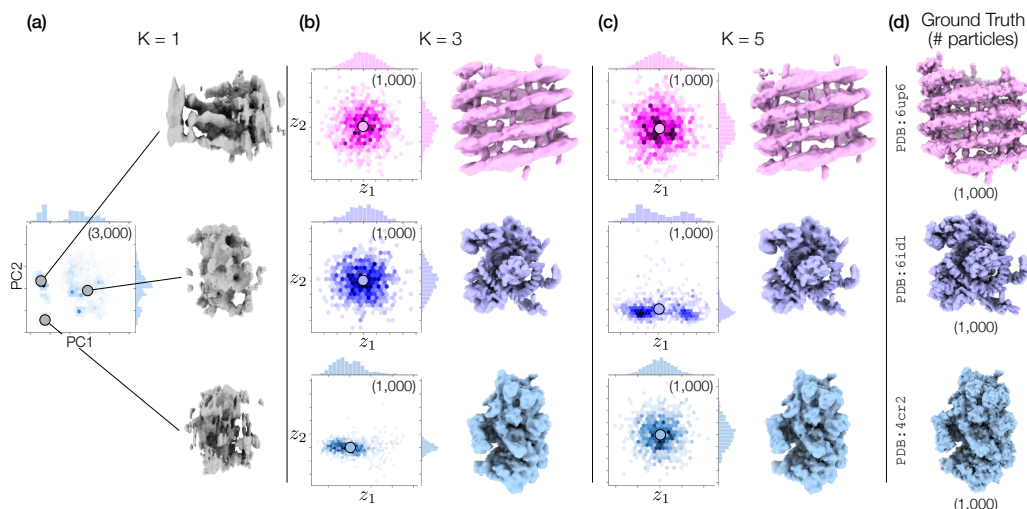 (a)
K = 1
(3,000)
PC2
PC1
(b)
K = 3
(1,000)
z2
z1
(1,000)
z2
z1
(1,000)
z2
z1
(c)
K = 5
(1,000)
z1
(1,000)
z1
(1,000)
z1
(d) Ground Truth
(# particles)
PDB:6up6
(1,000)
PDB:6id1
(1,000)
PDB:4cr2
(1,000)